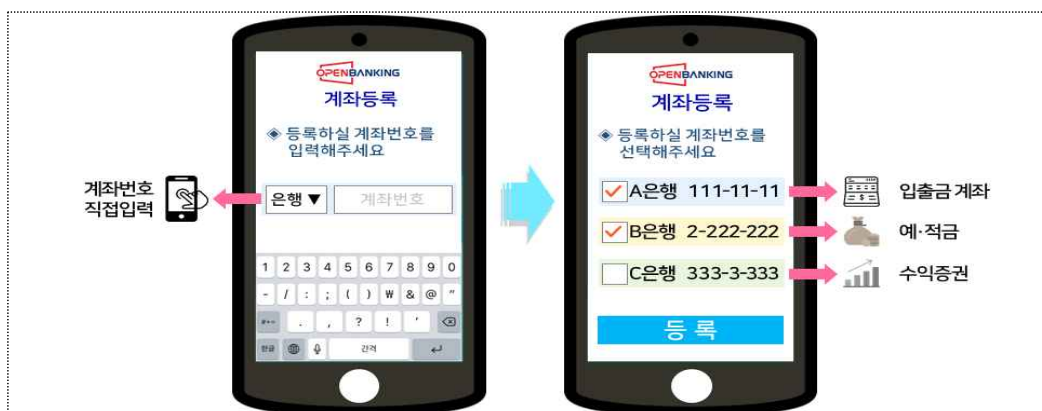 OPENBANKING
계좌등록
◈ 등록하실 계좌번호를
입력해주세요
계좌번호
직접입력
은행 ▼
계좌번호
1 2 3 4 5 6 7 8 9 0
- / : ; ( ) ₩ & @ "
#+= . , ? ! '
한글 간격
OPENBANKING
계좌등록
◈ 등록하실 계좌번호를
선택해주세요
A은행 111-11-11
입출금 계좌
B은행 2-222-222
예·적금
C은행 333-3-333
수익증권
등 록